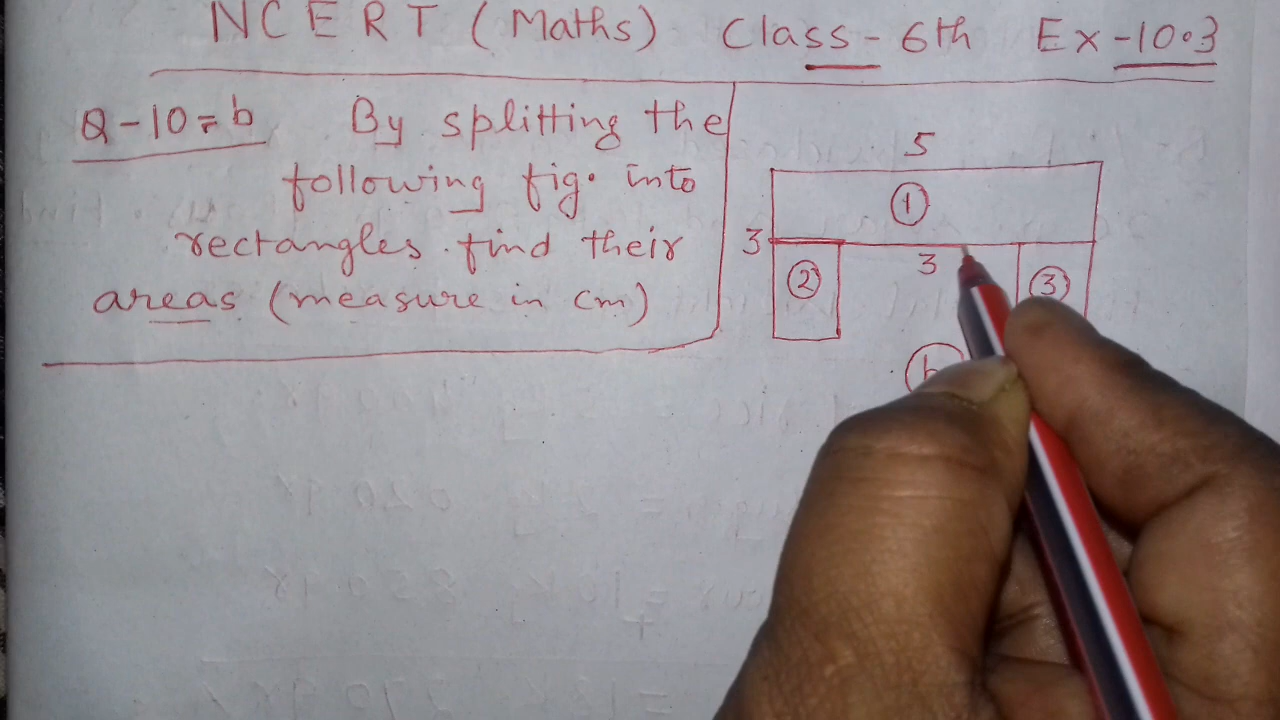 NCERT (Maths) Class-6th Ex-10.3
Q-10=b By splitting the
following fig. into
rectangles. find their
areas (measure in cm)
5
1
3
3
2
3